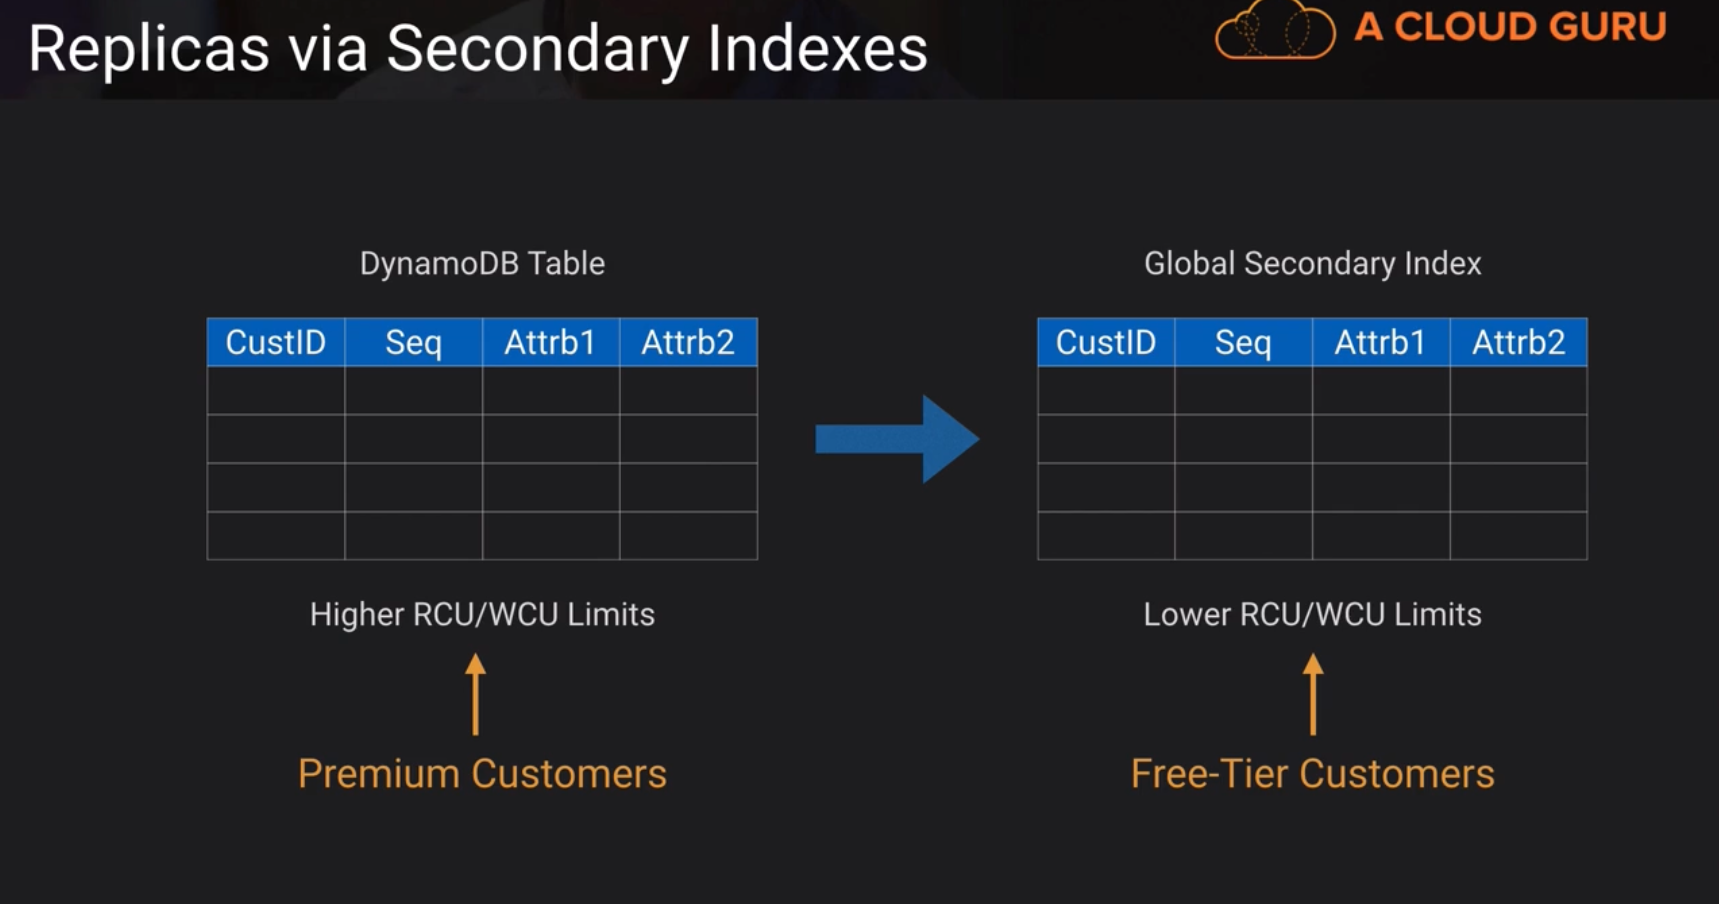 Replicas via Secondary Indexes
A CLOUD GURU
DynamoDB Table
Global Secondary Index
CustID Seq Attrb1 Attrb2
CustID Seq Attrb1 Attrb2
Higher RCU/WCU Limits
Lower RCU/WCU Limits
Premium Customers
Free-Tier Customers